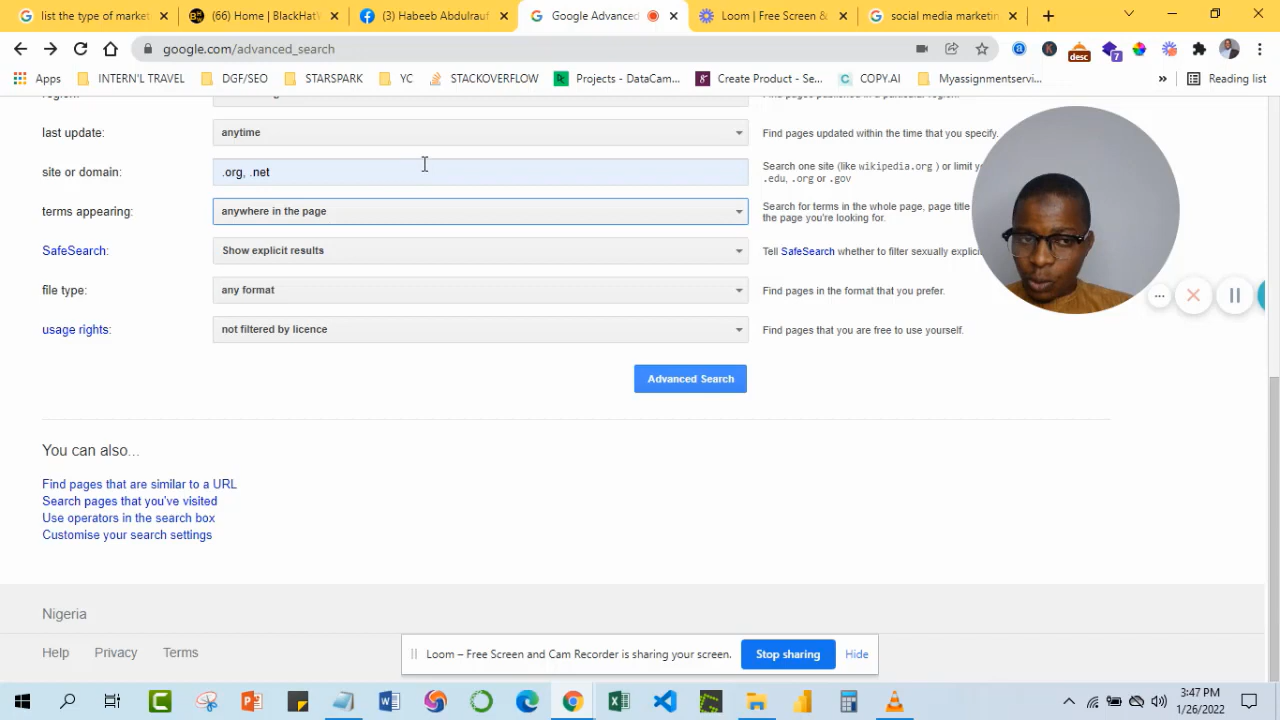 list the type of market
(66) Home | BlackHat
(3) Habeeb Abdulrauf
Google Advanced
Loom | Free Screen &
social media marketin
google.com/advanced_search
desc
7
Apps
INTERN'L TRAVEL
DGF/SEO
STARSPARK
YC
STACKOVERFLOW
Projects - DataCam...
Create Product - Se...
COPY.AI
Myassignmentservi...
»
Reading list
last update:
anytime
Find pages updated within the time that you specify.
site or domain:
.org, .net
Search one site (like wikipedia.org ) or limit
.edu, .org or .gov
terms appearing:
anywhere in the page
Search for terms in the whole page, page title
the page you're looking for.
SafeSearch:
Show explicit results
Tell SafeSearch whether to filter sexually
file type:
any format
Find pages in the format that you prefer.
usage rights:
not filtered by licence
Find pages that you are free to use yourself.
Advanced Search
You can also...
Find pages that are similar to a URL
Search pages that you've visited
Use operators in the search box
Customise your search settings
Nigeria
Help
Privacy
Terms
Loom – Free Screen and Cam Recorder is sharing your screen.
Stop sharing
Hide
3:47 PM
1/26/2022